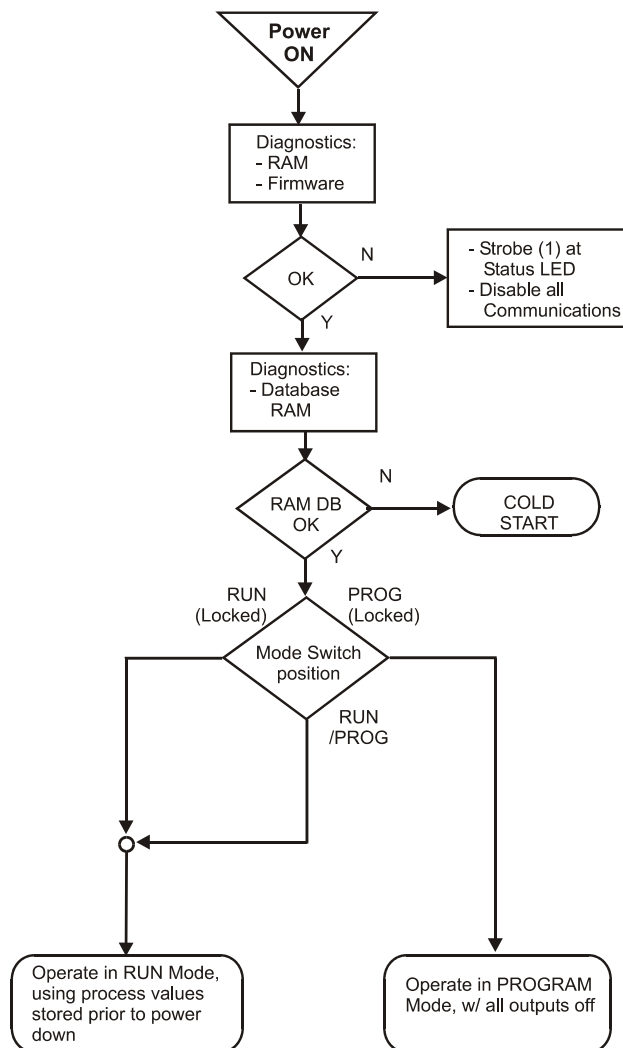 Power
ON
Diagnostics:
- RAM
- Firmware
N
- Strobe (1) at
Status LED
- Disable all
Communications
OK
Y
Diagnostics:
- Database
RAM
N
RAM DB
OK
COLD
START
Y
RUN
(Locked)
PROG
(Locked)
Mode Switch
position
RUN
/PROG
Operate in RUN Mode,
using process values
stored prior to power
down
Operate in PROGRAM
Mode, w/ all outputs off